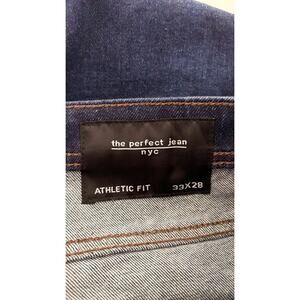 the perfect jean
nyc
ATHLETIC FIT 33X28